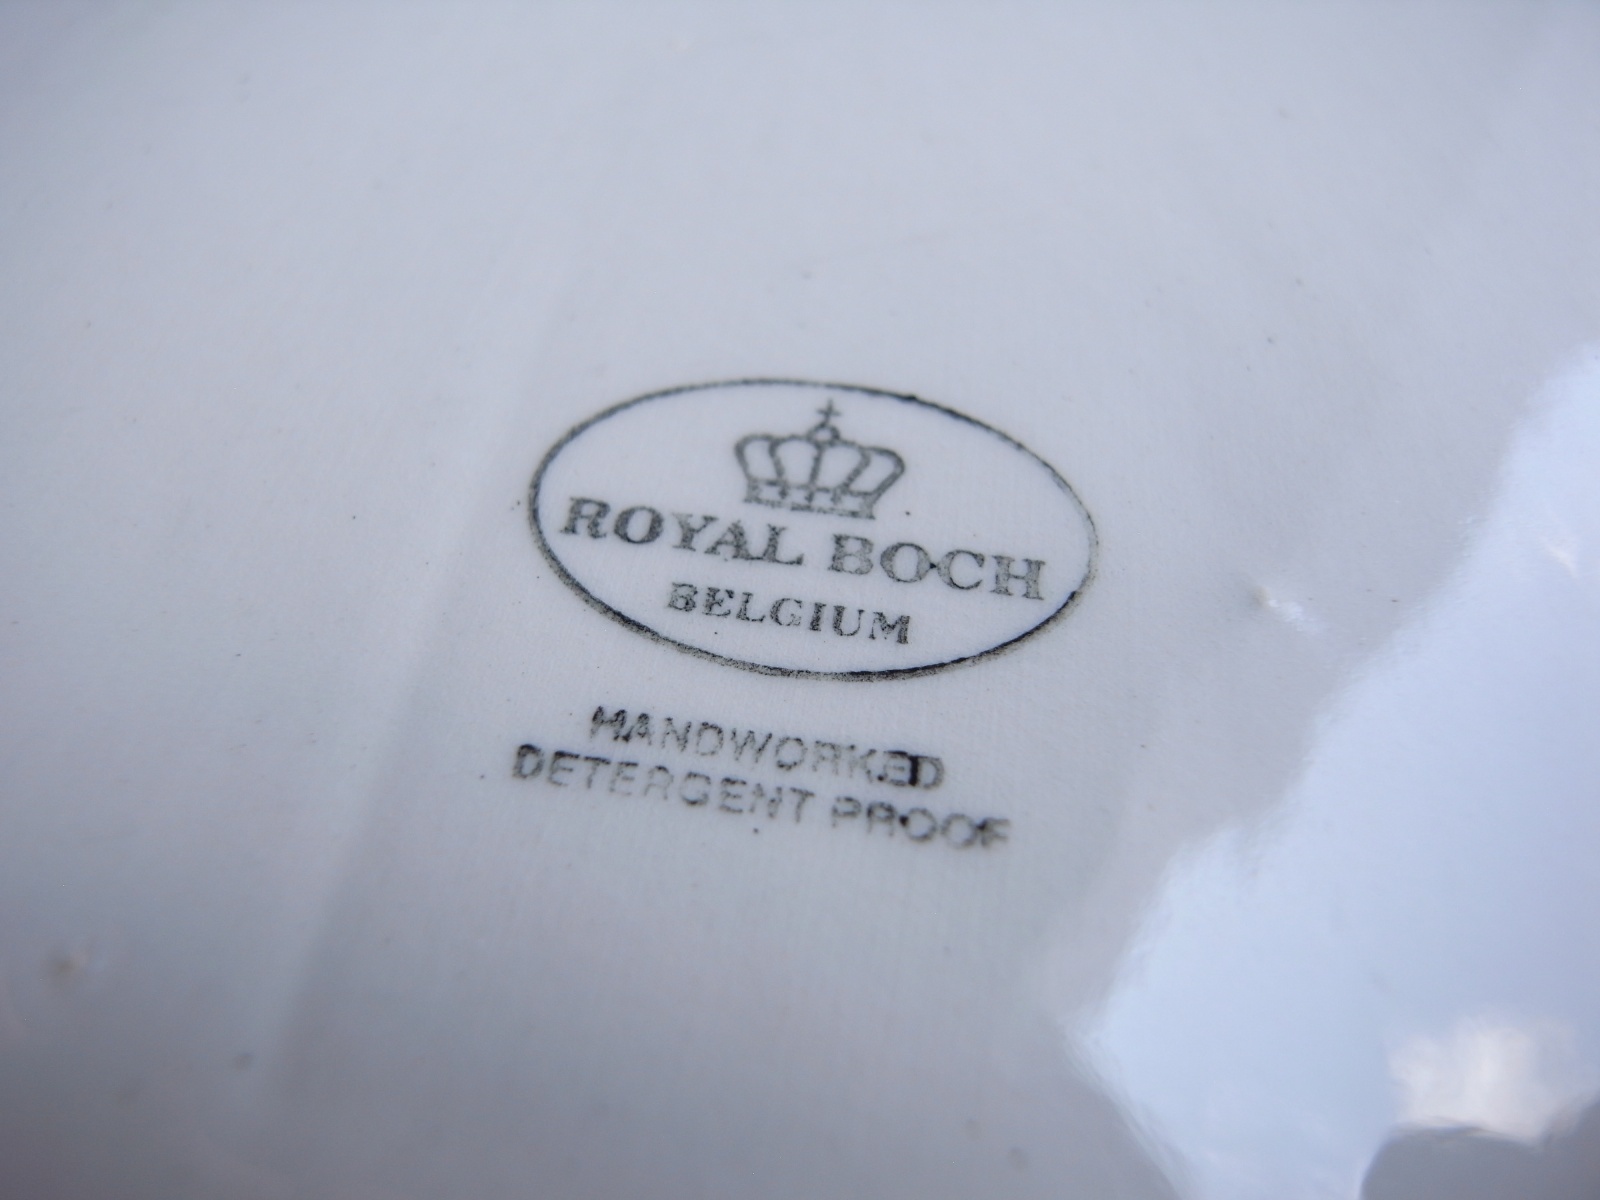 ROYAL BOCH
BELGIUM
HANDWORKED
DETERGENT PROOF